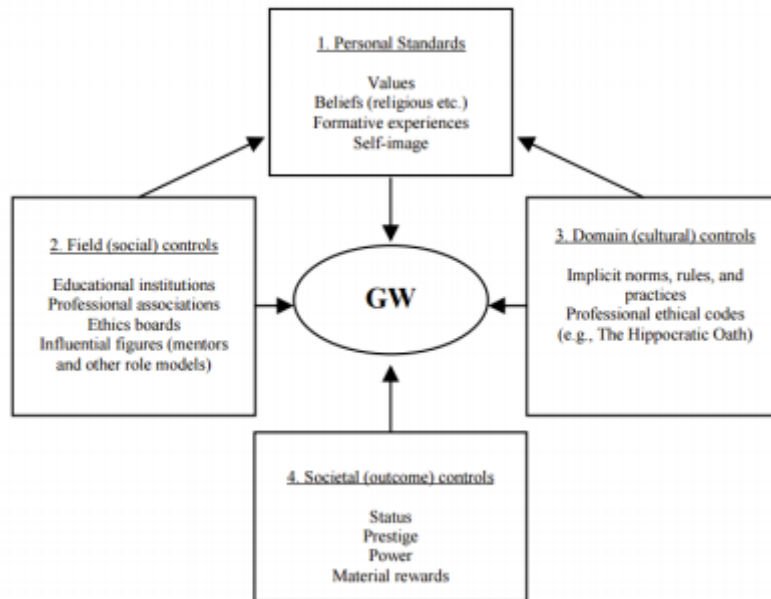 1. Personal Standards
Values
Beliefs (religious etc.)
Formative experiences
Self-image
2. Field (social) controls
Educational institutions
Professional associations
Ethics boards
Influential figures (mentors
and other role models)
GW
3. Domain (cultural) controls
Implicit norms, rules, and
practices
Professional ethical codes
(e.g., The Hippocratic Oath)
4. Societal (outcome) controls
Status
Prestige
Power
Material rewards